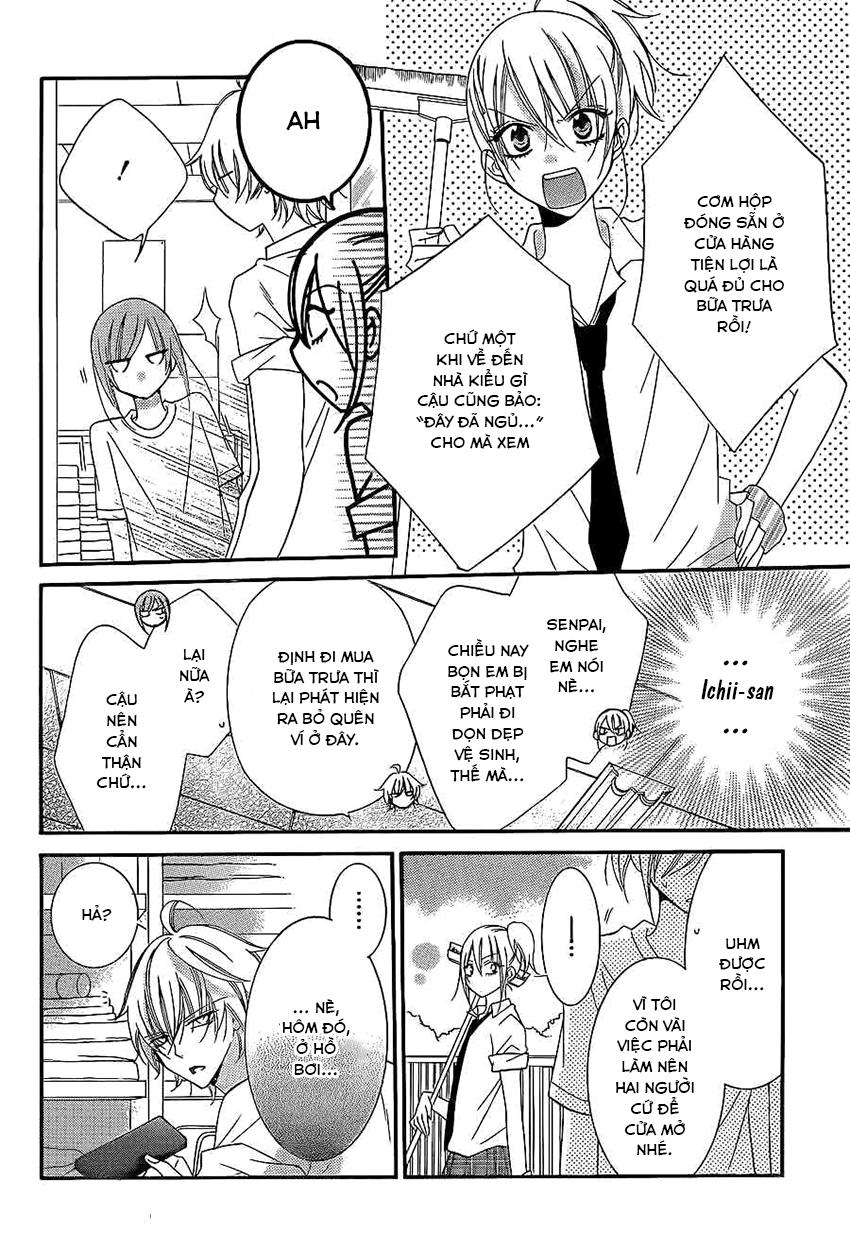 CƠM HỘP
ĐÓNG SẴN Ở
CỬA HÀNG
TIỆN LỢI LÀ
QUÁ ĐỦ CHO
BỮA TRƯA
RỒI!
CHỨ MỘT
KHI VỀ ĐẾN
NHÀ KIỂU GÌ
CẬU CŨNG BẢO:
“ĐÂY ĐÃ NGỦ...”
CHO MÀ XEM
AH
!
...
Ichii-san
...
SENPAI,
NGHE
EM NÓI
NÈ...
CHIỀU NAY
BỌN EM BỊ
BẮT PHẠT
PHẢI ĐI
DỌN DẸP
VỆ SINH,
THẾ MÀ...
ĐỊNH ĐI MUA
BỮA TRƯA THÌ
LẠI PHÁT HIỆN
RA BỎ QUÊN
VÍ Ở ĐÂY.
LẠI
NỮA
À?
CẬU
NÊN
CẨN
THẬN
CHỨ...
UHM
ĐƯỢC
RỒI...
VÌ TÔI
CÒN VÀI
VIỆC PHẢI
LÀM NÊN
HAI NGƯỜI
CỨ ĐỂ
CỬA MỞ
NHÉ.
...!
......
... NÈ,
HÔM ĐÓ,
Ở HỒ
BƠI...
HẢ?